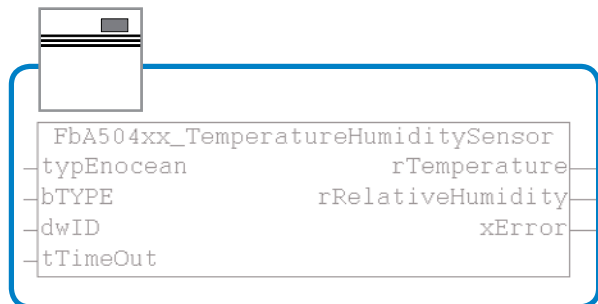 FbA504xx_TemperatureHumiditySensor
typEnocean rTemperature
bTYPE rRelativeHumidity
dwID xError
tTimeOut